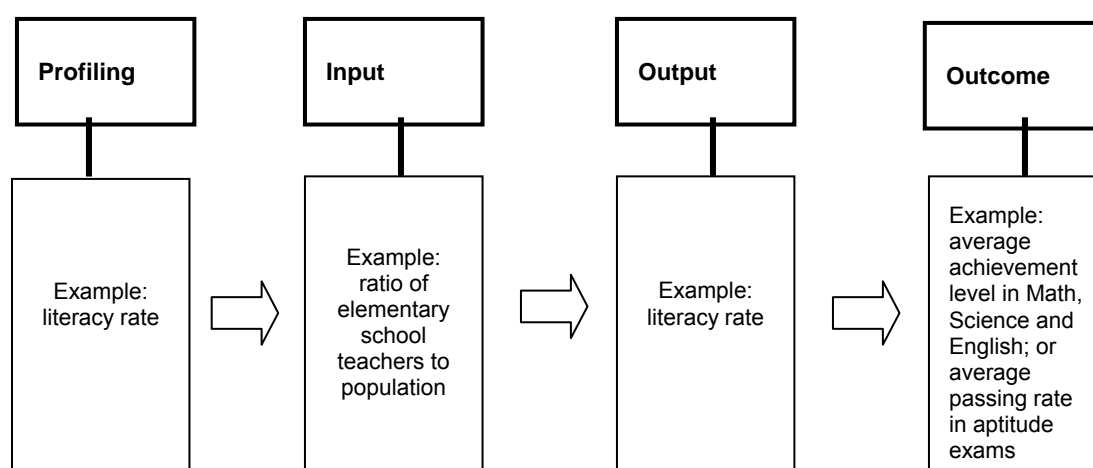 Profiling
Input
Output
Outcome
Example:
literacy rate
Example:
ratio of
elementary
school
teachers to
population
Example:
literacy rate
Example:
average
achievement
level in Math,
Science and
English; or
average
passing rate
in aptitude
exams